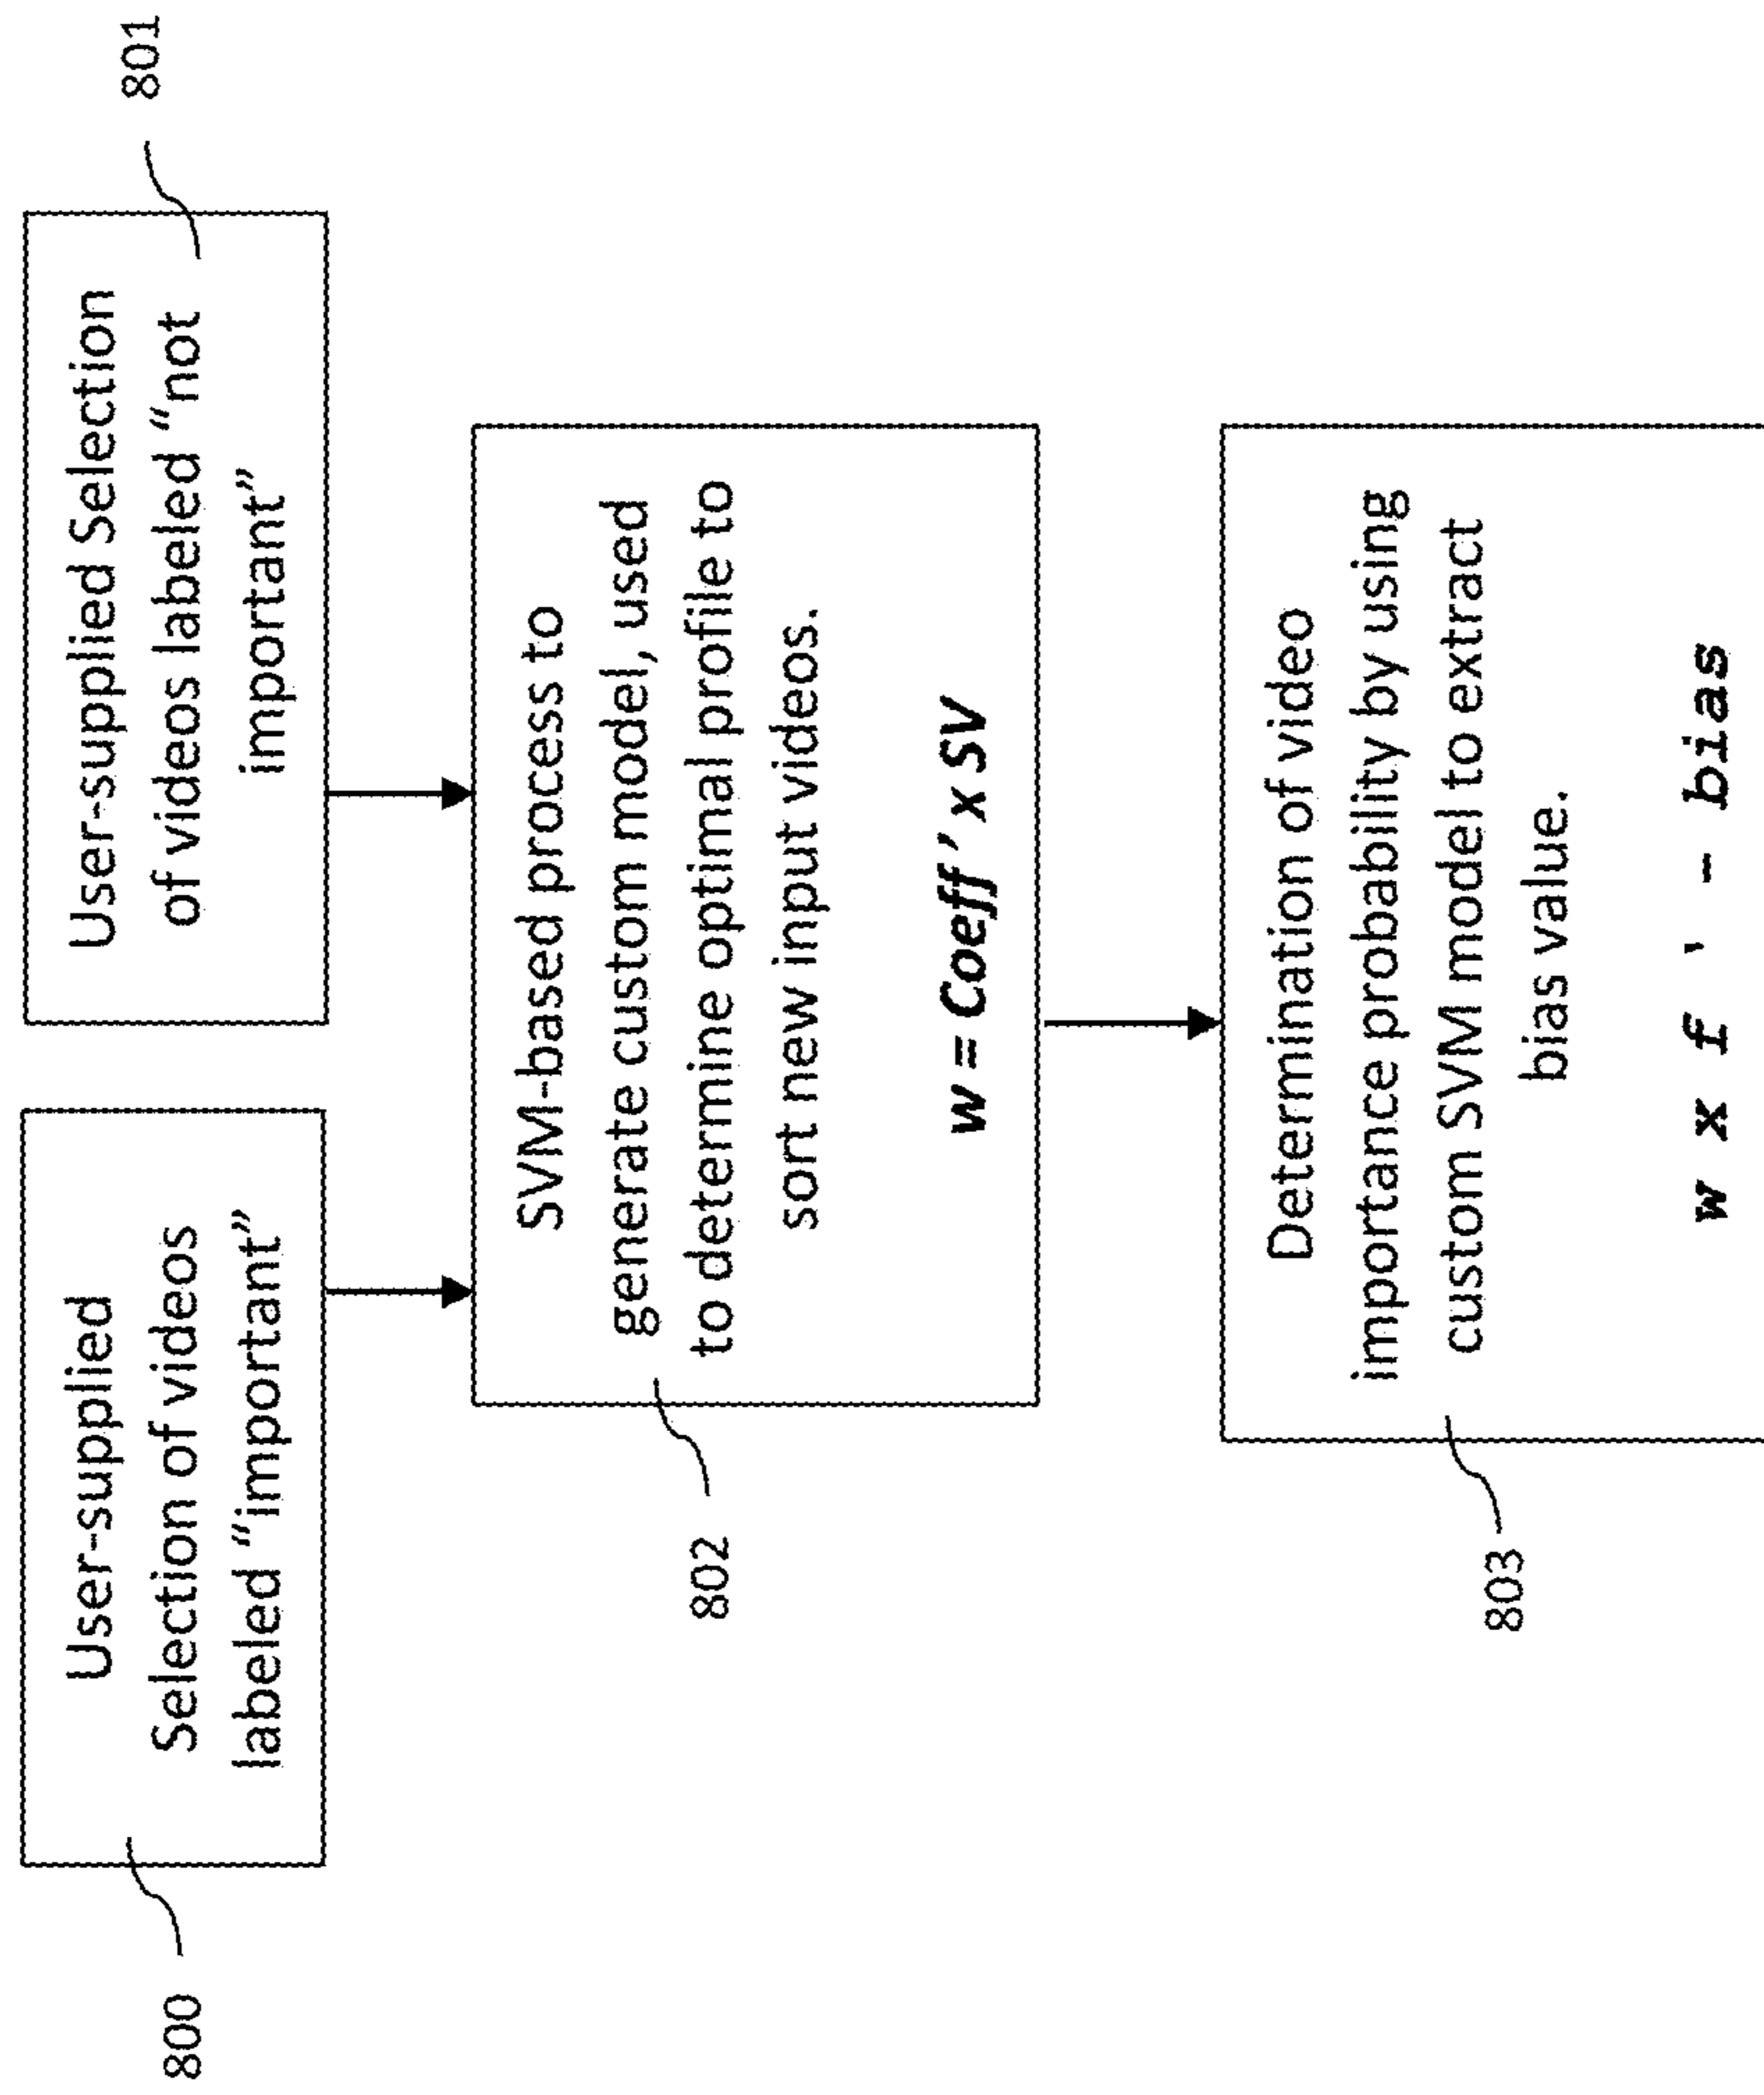 801
User-supplied
Selection of videos
labeled “important”
User-supplied Selection
of videos labeled “not
important”
800
SVM-based process to
generate custom model, used
to determine optimal profile to
sort new input videos.
w = Coeff’ x SV
802
Determination of video
importance probability by using
custom SVM model to extract
bias value.
w x f ' - bias
803